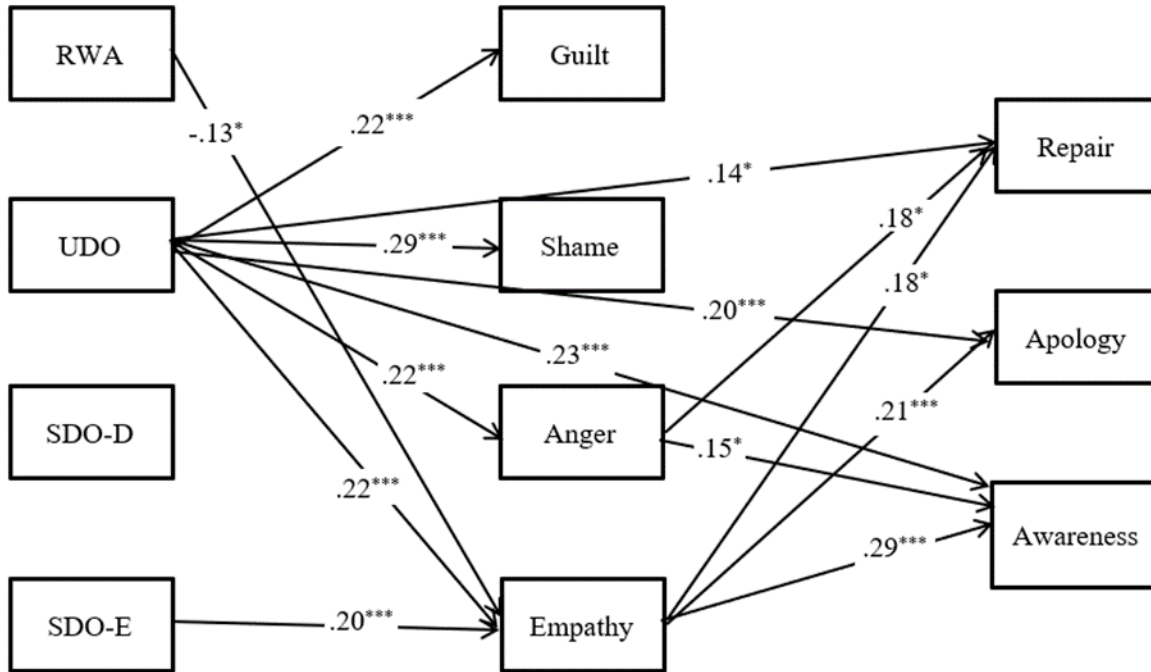 RWA
Guilt
-.13*
.22***
Repair
.14*
UDO
.29***
Shame
.18*
.18*
.20***
Apology
.23***
.22***
SDO-D
Anger
.21***
.15*
.22***
Awareness
.29***
SDO-E
.20***
Empathy